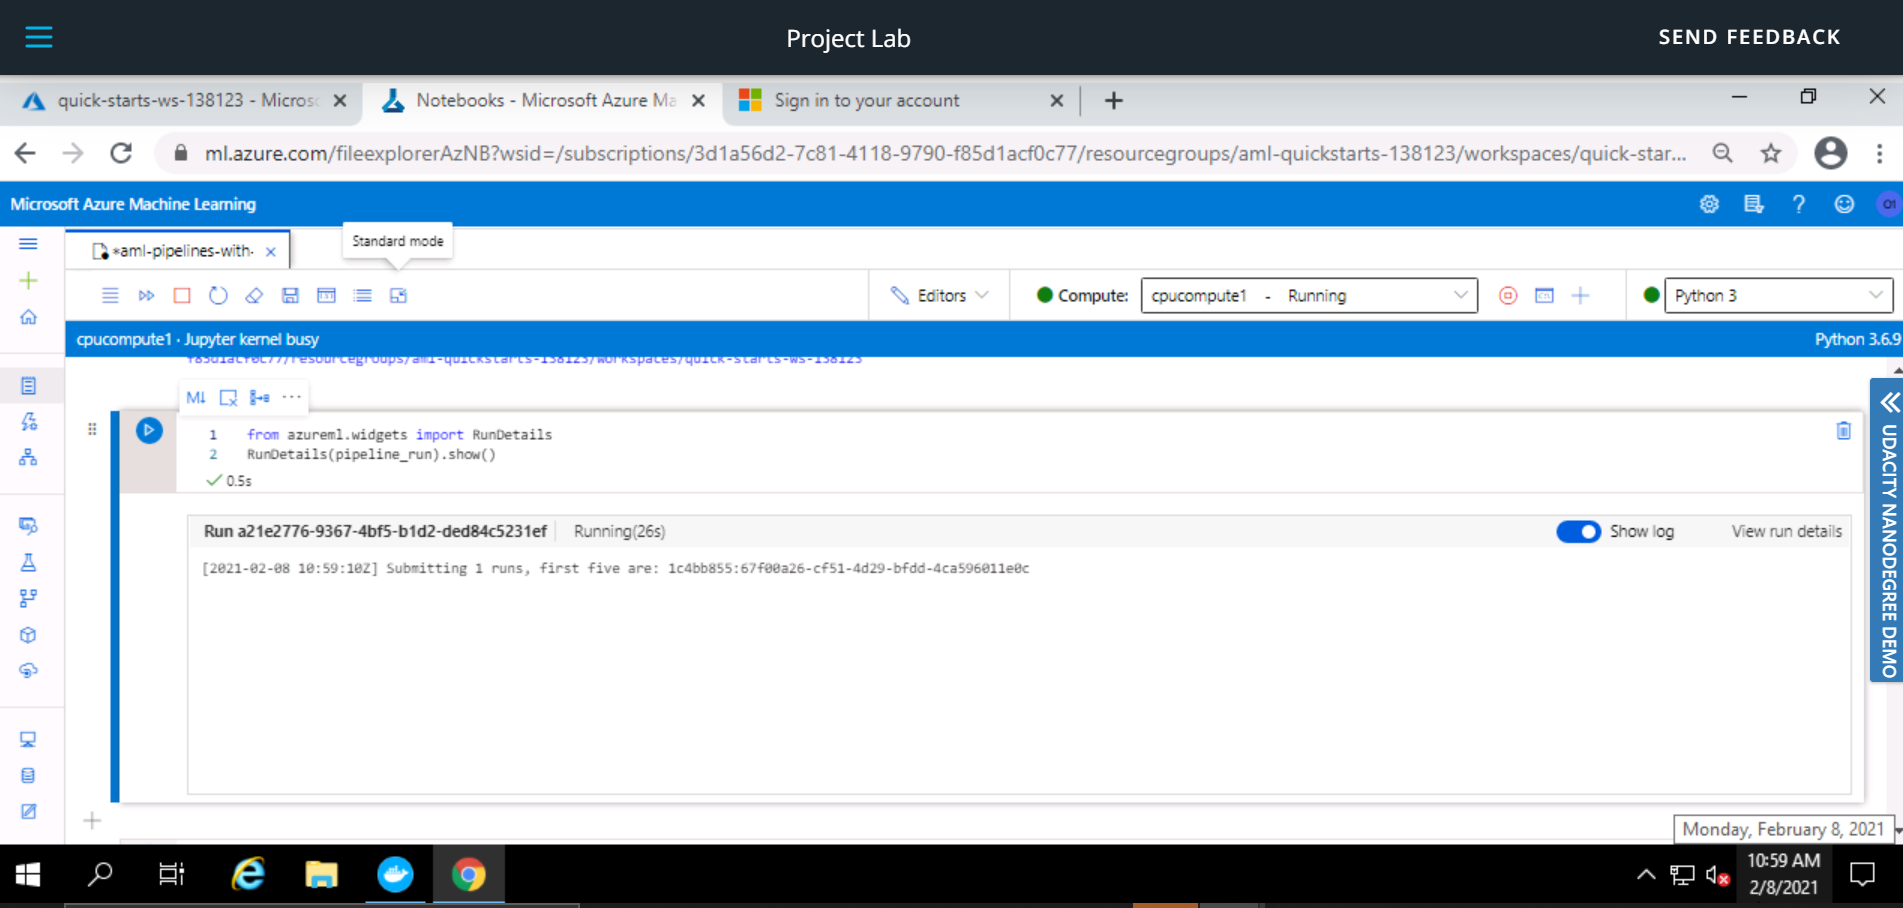 Project Lab
SEND FEEDBACK
quick-starts-ws-138123 - Micros
Notebooks - Microsoft Azure Ma
Sign in to your account
ml.azure.com/fileexplorerAzNB?wsid=/subscriptions/3d1a56d2-7c81-4118-9790-f85d1acf0c77/resourcegroups/aml-quickstarts-138123/workspaces/quick-star...
Microsoft Azure Machine Learning
Standard mode
*aml-pipelines-with-
Editors
Compute:
cpucompute1 - Running
Python 3
cpucompute1 · Jupyter kernel busy
Python 3.6.9
f85d1acf0c77/resourcegroups/aml-quickstarts-138123/workspaces/quick-starts-ws-138123
M↓
1 from azureml.widgets import RunDetails
2 RunDetails(pipeline_run).show()
0.5s
Run a21e2776-9367-4bf5-b1d2-ded84c5231ef
Running(26s)
Show log
View run details
[2021-02-08 10:59:10Z] Submitting 1 runs, first five are: 1c4bb855:67f00a26-cf51-4d29-bfdd-4ca596011e0c
UDACITY NANODEGREE DEMO
Monday, February 8, 2021
10:59 AM
2/8/2021